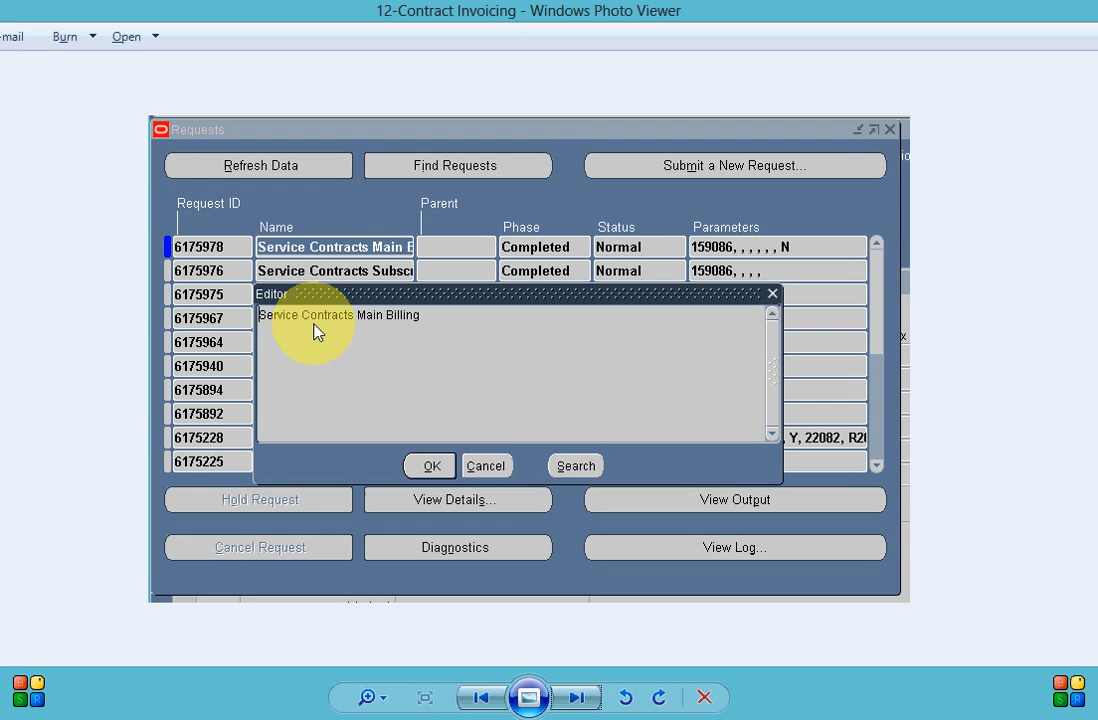 12-Contract Invoicing - Windows Photo Viewer
-mail Burn Open
Requests
Refresh Data Find Requests Submit a New Request...
Request ID Parent
Name Phase Status Parameters
6175978 Service Contracts Main B Completed Normal 159086, , , , , , N
6175976 Service Contracts Subscr Completed Normal 159086, , , ,
6175975 Editor
6175967 Service Contracts Main Billing
6175964
6175940
6175894
6175892
6175228 , Y, 22082, R20
6175225
OK Cancel Search
Hold Request View Details... View Output
Cancel Request Diagnostics View Log...
E S R
E S R